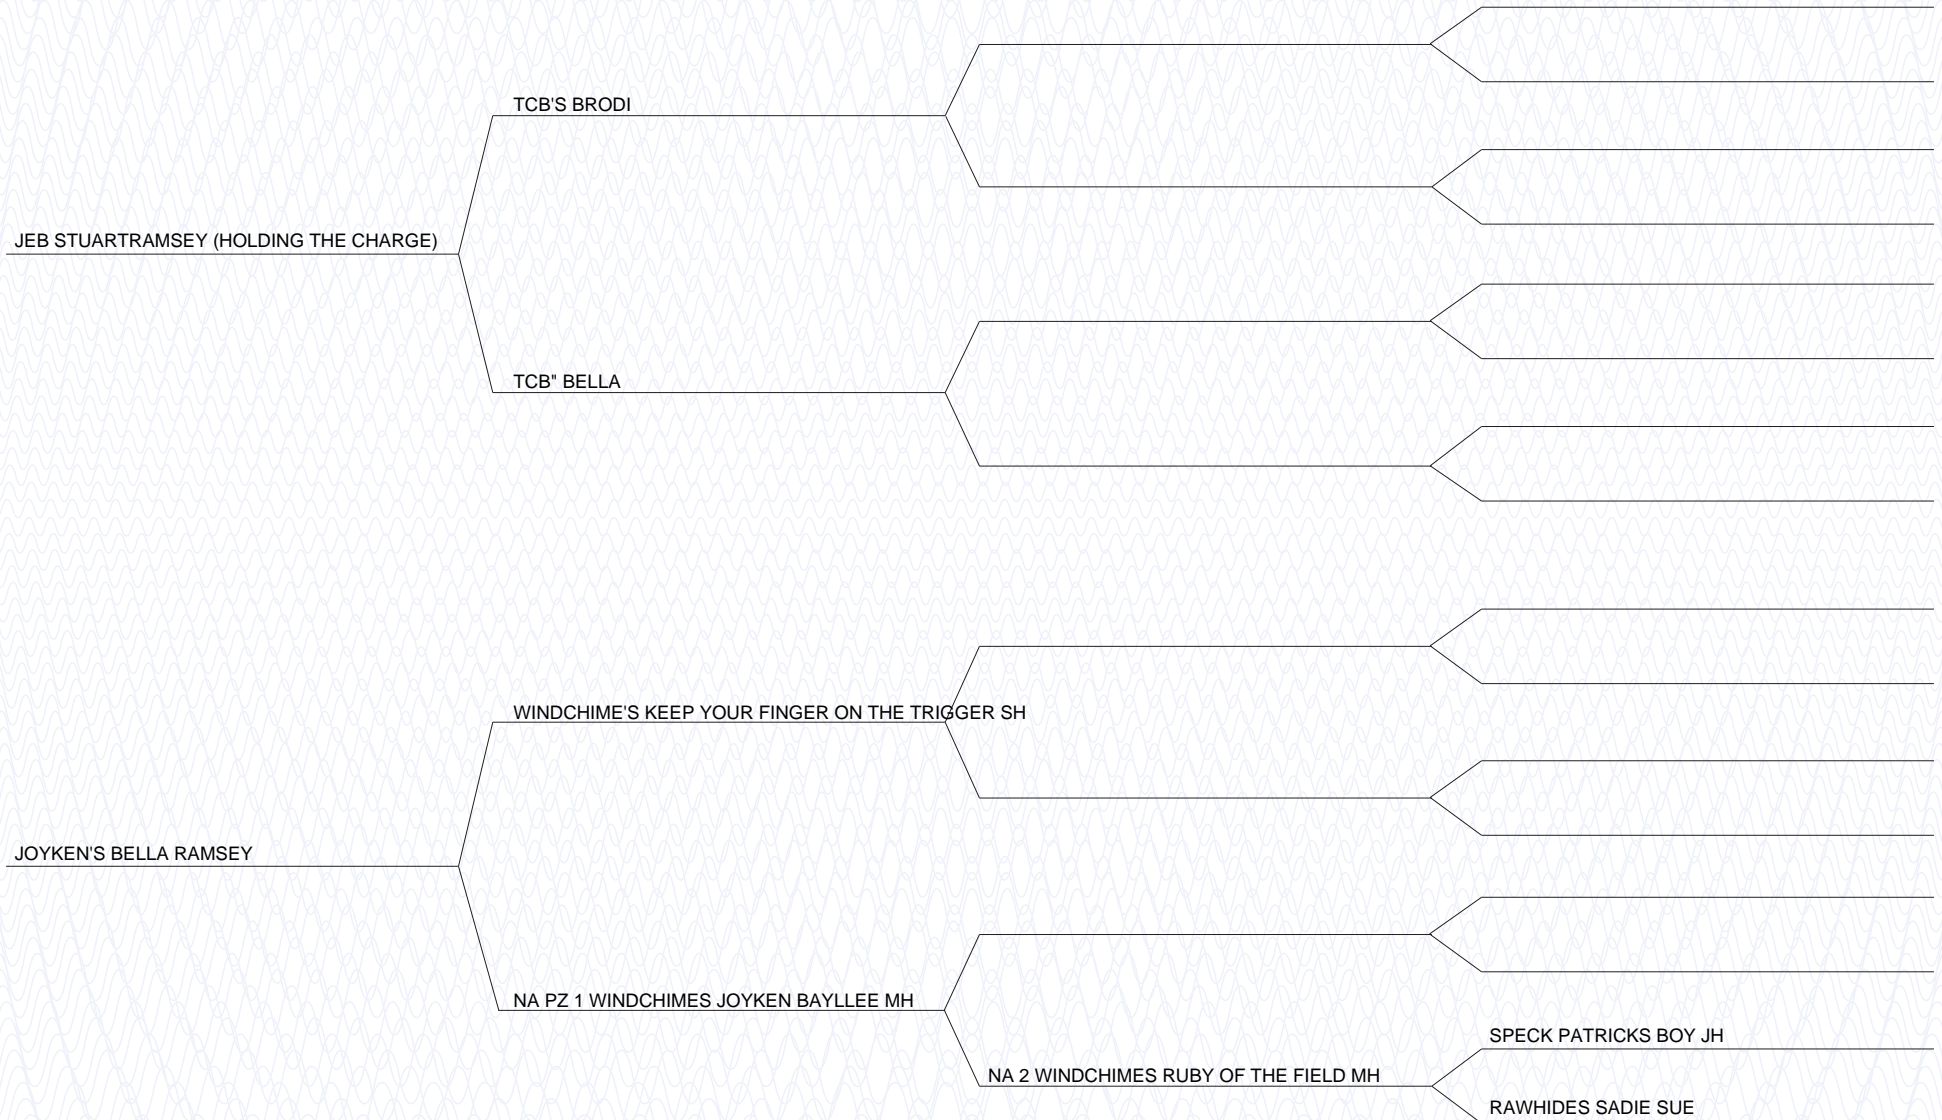 TCB'S BRODI
JEB STUARTRAMSEY (HOLDING THE CHARGE)
TCB" BELLA
WINDCHIME'S KEEP YOUR FINGER ON THE TRIGGER SH
JOYKEN'S BELLA RAMSEY
NA PZ 1 WINDCHIMES JOYKEN BAYLLEE MH
SPECK PATRICKS BOY JH
NA 2 WINDCHIMES RUBY OF THE FIELD MH
RAWHIDES SADIE SUE